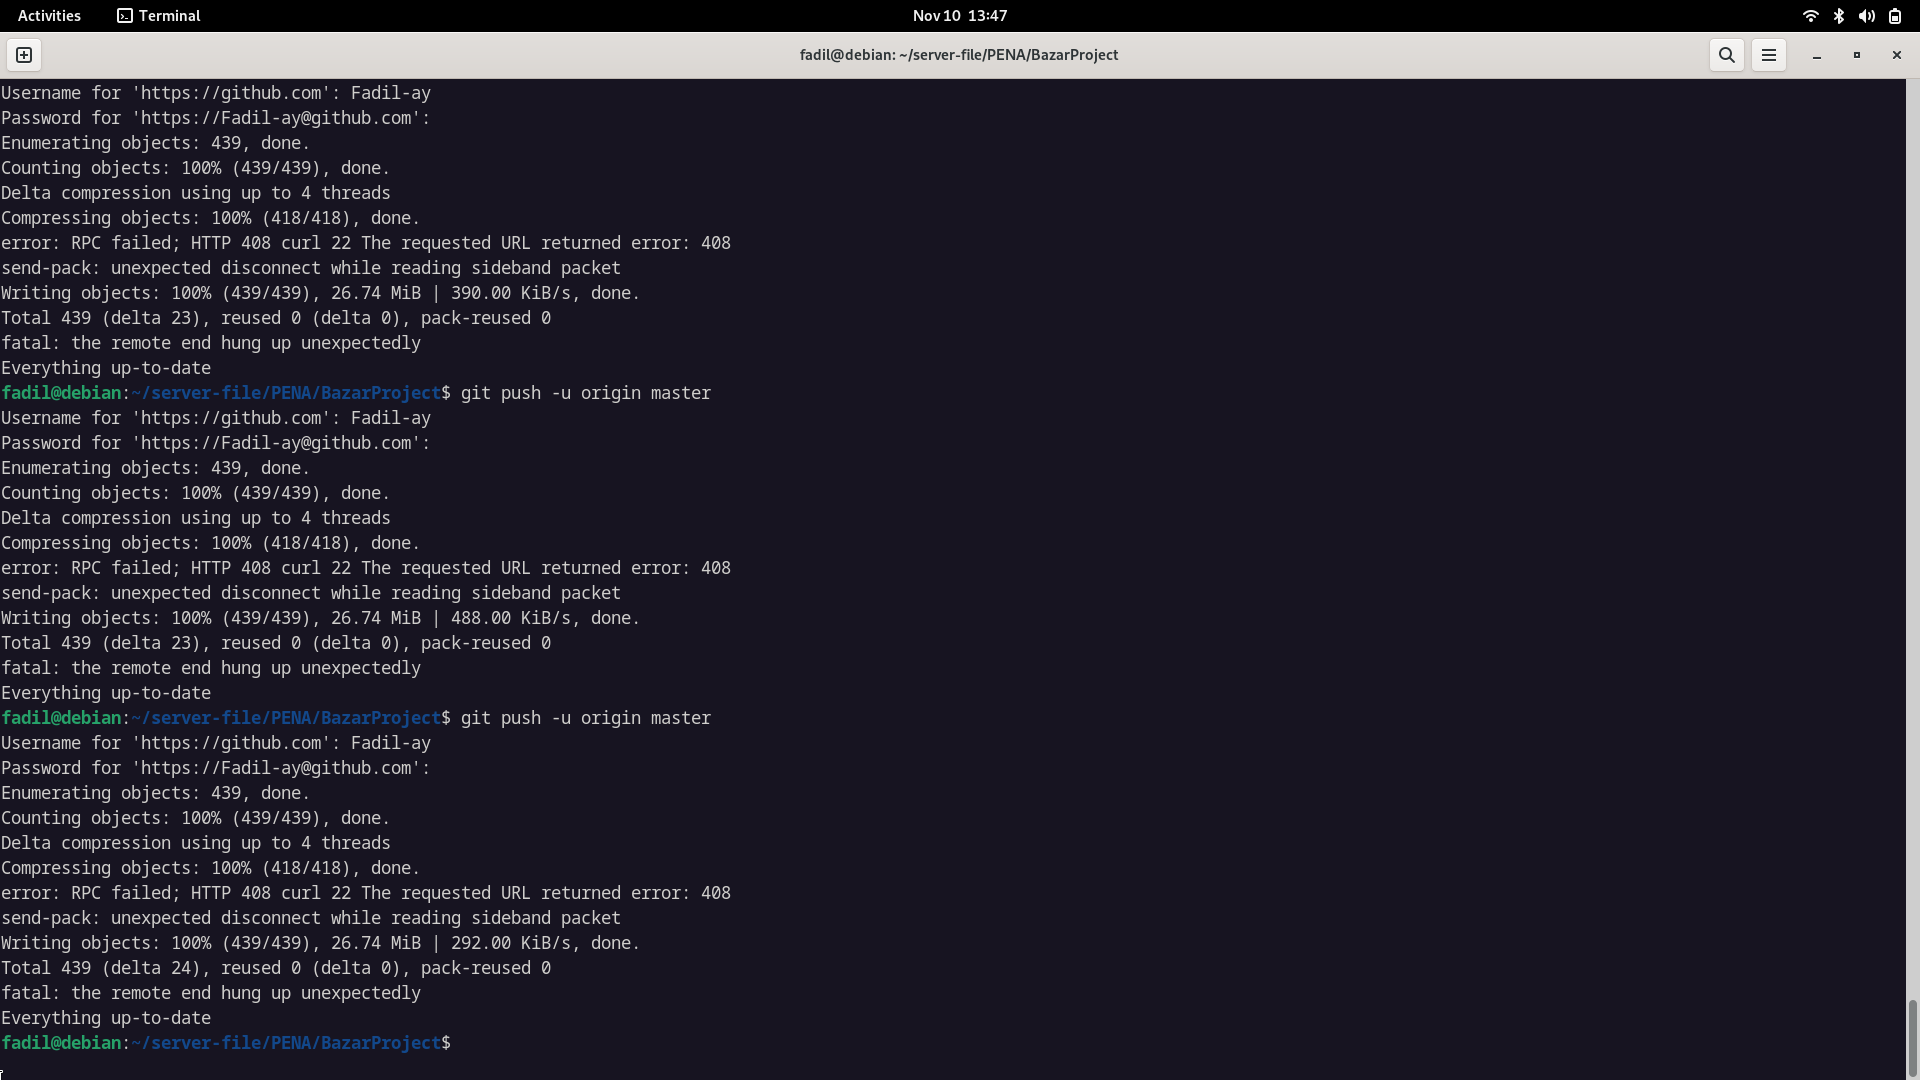 Activities Terminal Nov 10 13:47
fadil@debian: ~/server-file/PENA/BazarProject
Username for 'https://github.com': Fadil-ay
Password for 'https://Fadil-ay@github.com':
Enumerating objects: 439, done.
Counting objects: 100% (439/439), done.
Delta compression using up to 4 threads
Compressing objects: 100% (418/418), done.
error: RPC failed; HTTP 408 curl 22 The requested URL returned error: 408
send-pack: unexpected disconnect while reading sideband packet
Writing objects: 100% (439/439), 26.74 MiB | 390.00 KiB/s, done.
Total 439 (delta 23), reused 0 (delta 0), pack-reused 0
fatal: the remote end hung up unexpectedly
Everything up-to-date
fadil@debian:~/server-file/PENA/BazarProject$ git push -u origin master
Username for 'https://github.com': Fadil-ay
Password for 'https://Fadil-ay@github.com':
Enumerating objects: 439, done.
Counting objects: 100% (439/439), done.
Delta compression using up to 4 threads
Compressing objects: 100% (418/418), done.
error: RPC failed; HTTP 408 curl 22 The requested URL returned error: 408
send-pack: unexpected disconnect while reading sideband packet
Writing objects: 100% (439/439), 26.74 MiB | 488.00 KiB/s, done.
Total 439 (delta 23), reused 0 (delta 0), pack-reused 0
fatal: the remote end hung up unexpectedly
Everything up-to-date
fadil@debian:~/server-file/PENA/BazarProject$ git push -u origin master
Username for 'https://github.com': Fadil-ay
Password for 'https://Fadil-ay@github.com':
Enumerating objects: 439, done.
Counting objects: 100% (439/439), done.
Delta compression using up to 4 threads
Compressing objects: 100% (418/418), done.
error: RPC failed; HTTP 408 curl 22 The requested URL returned error: 408
send-pack: unexpected disconnect while reading sideband packet
Writing objects: 100% (439/439), 26.74 MiB | 292.00 KiB/s, done.
Total 439 (delta 24), reused 0 (delta 0), pack-reused 0
fatal: the remote end hung up unexpectedly
Everything up-to-date
fadil@debian:~/server-file/PENA/BazarProject$